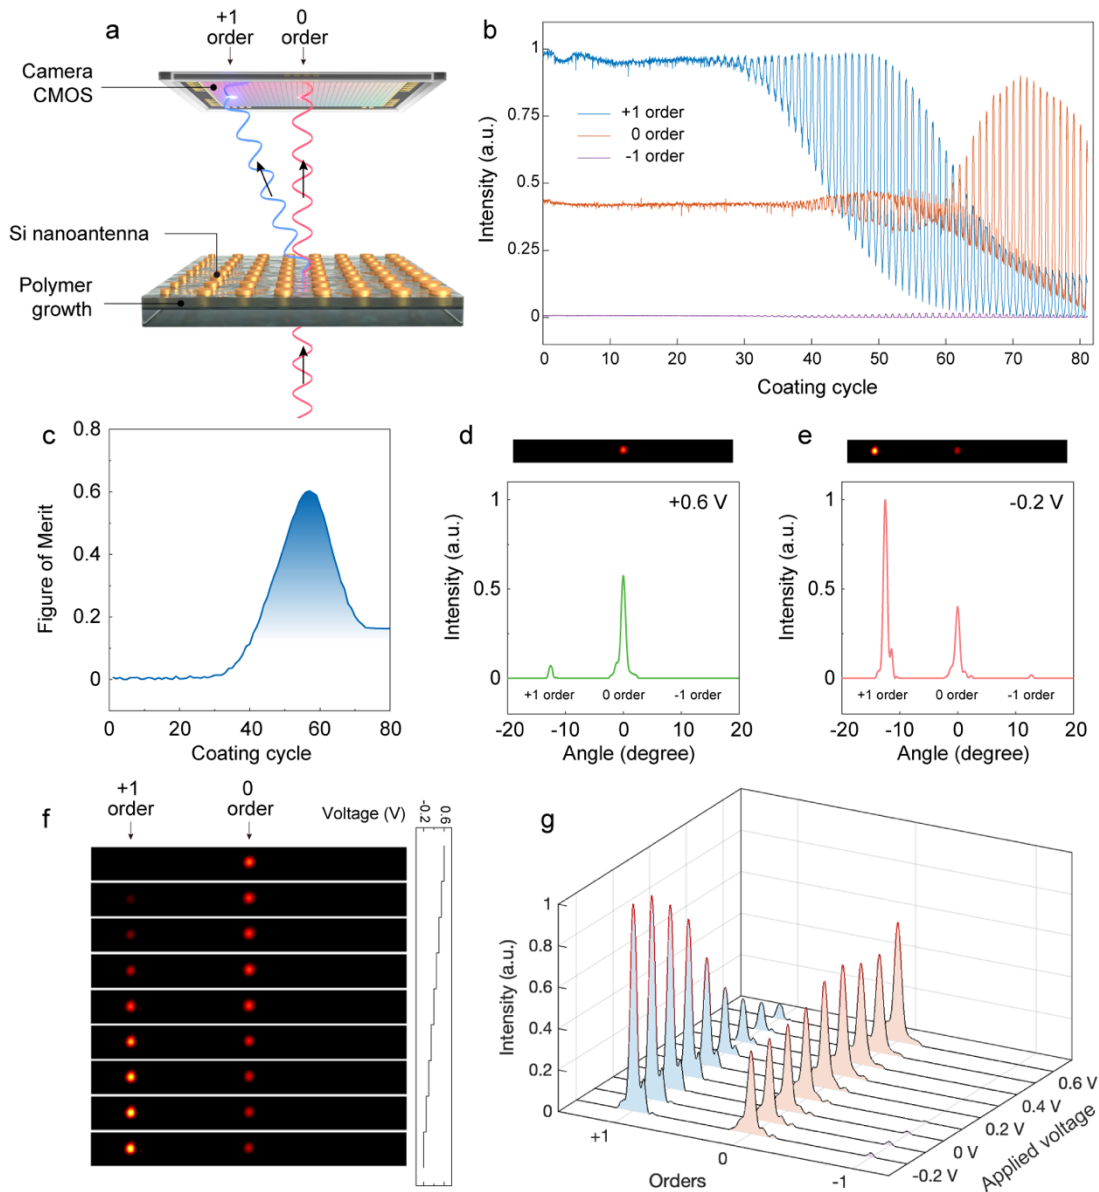 a
+1
order
0
order
Camera
CMOS
Si nanoantenna
Polymer
growth
b
1
0.75
0.5
0.25
0
Intensity (a.u.)
+1 order
0 order
-1 order
0 10 20 30 40 50 60 70 80
Coating cycle
c
0.8
0.6
0.4
0.2
0
Figure of Merit
0 20 40 60 80
Coating cycle
d
+0.6 V
1
0.5
0
Intensity (a.u.)
+1 order 0 order -1 order
-20 -10 0 10 20
Angle (degree)
e
-0.2 V
1
0.5
0
Intensity (a.u.)
+1 order 0 order -1 order
-20 -10 0 10 20
Angle (degree)
f
+1
order
0
order
Voltage (V)
-0.2
0.6
g
1
0.8
0.6
0.4
0.2
0
Intensity (a.u.)
+1
0
-1
Orders
-0.2 V
0 V
0.2 V
0.4 V
0.6 V
Applied voltage